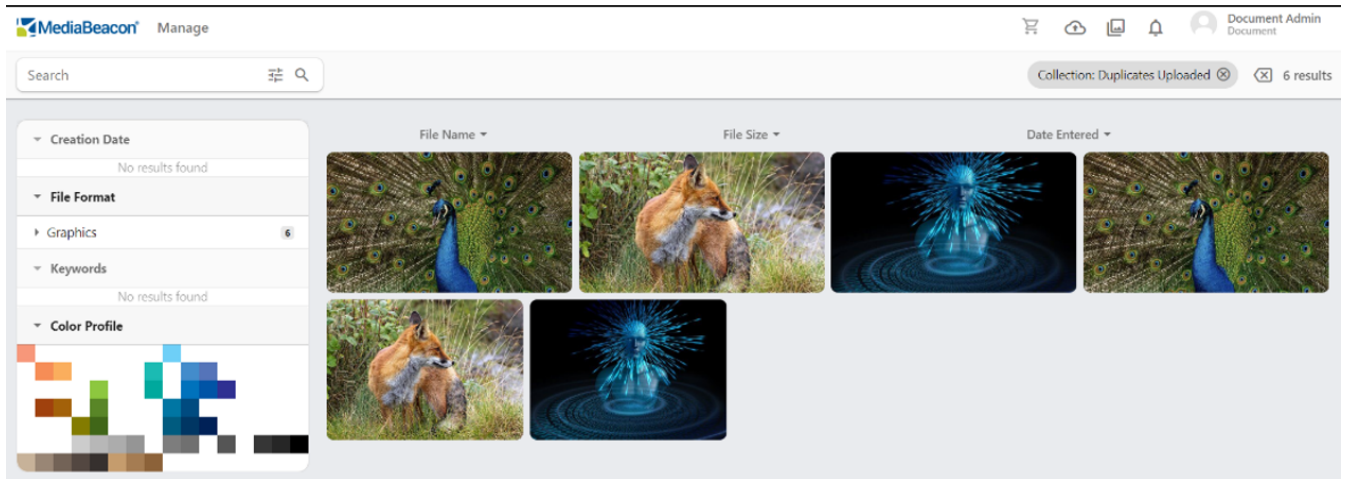 MediaBeacon® Manage
Document Admin
Document
Search
Collection: Duplicates Uploaded
6 results
Creation Date
No results found
File Format
Graphics 6
Keywords
No results found
Color Profile
File Name File Size Date Entered